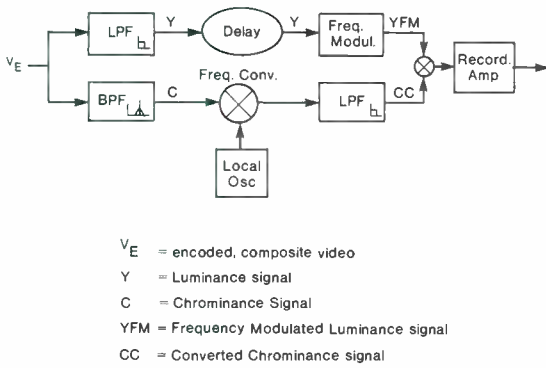 LPF
Y
Delay
Y
Freq.
Modul.
YFM
VE
Freq. Conv.
Record.
Amp
BPF
C
LPF
CC
Local
Osc
VE = encoded, composite video
Y = Luminance signal
C = Chrominance Signal
YFM = Frequency Modulated Luminance signal
CC = Converted Chrominance signal